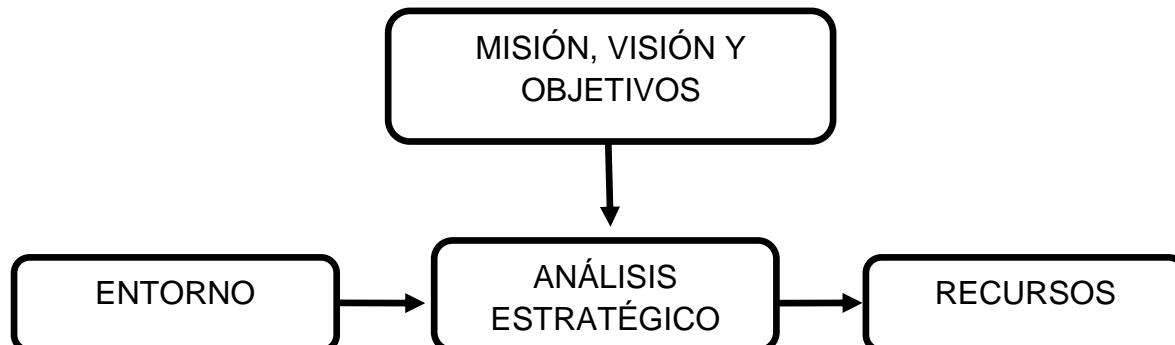 MISIÓN, VISIÓN Y
OBJETIVOS
ENTORNO
ANÁLISIS
ESTRATÉGICO
RECURSOS